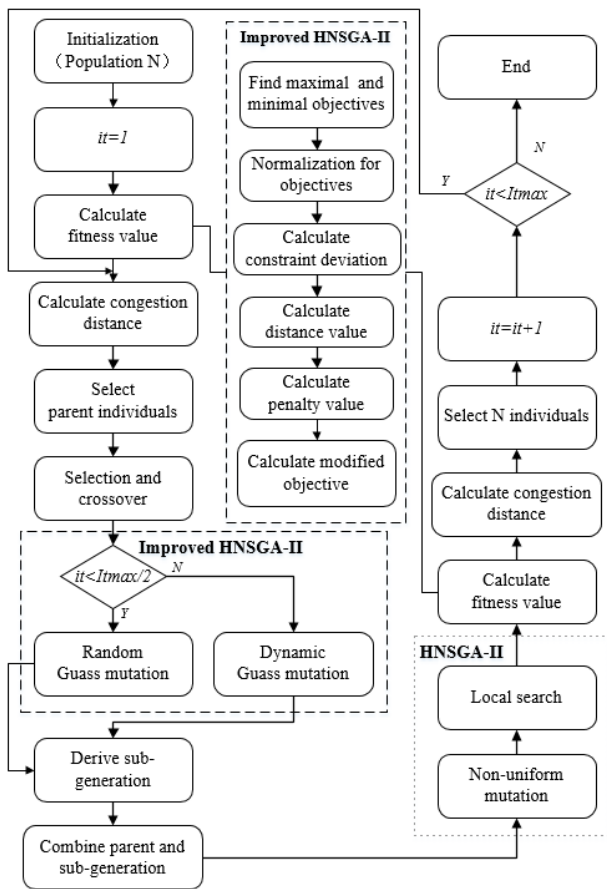 Initialization
（Population N）
it=1
Calculate
fitness value
Calculate congestion
distance
Select
parent individuals
Selection and
crossover
Improved HNSGA-II
it<Itmax/2
N
Y
Random
Guass mutation
Dynamic
Guass mutation
Derive sub-
generation
Combine parent and
sub-generation
Improved HNSGA-II
Find maximal and
minimal objectives
Normalization for
objectives
Calculate
constraint deviation
Calculate
distance value
Calculate
penalty value
Calculate modified
objective
End
N
Y
it<Itmax
it=it+1
Select N individuals
Calculate congestion
distance
Calculate
fitness value
HNSGA-II
Local search
Non-uniform
mutation